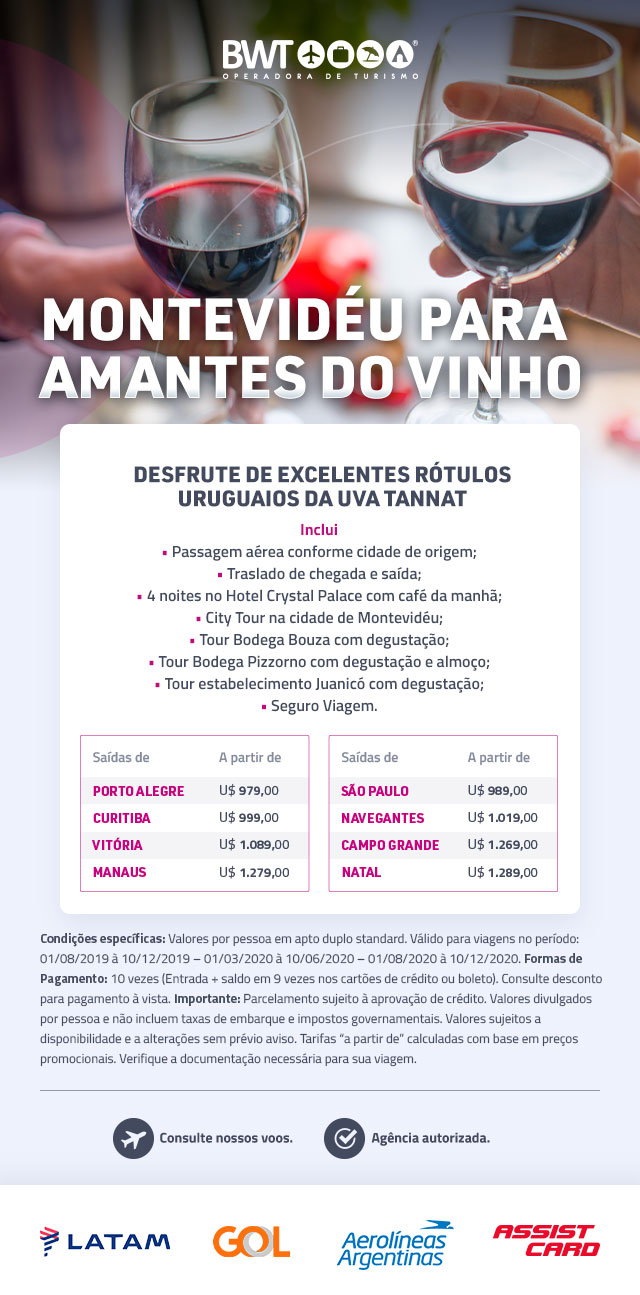 BWT
OPERADORA DE TURISMO
MONTEVIDÉU PARA
AMANTES DO VINHO
DESFRUTE DE EXCELENTES RÓTULOS
URUGUAIOS DA UVA TANNAT
Inclui
▪ Passagem aérea conforme cidade de origem;
▪ Traslado de chegada e saída;
▪ 4 noites no Hotel Crystal Palace com café da manhã;
▪ City Tour na cidade de Montevidéu;
▪ Tour Bodega Bouza com degustação;
▪ Tour Bodega Pizzorno com degustação e almoço;
▪ Tour estabelecimento Juanicó com degustação;
▪ Seguro Viagem.
Saídas de A partir de
PORTO ALEGRE U$ 979,00
CURITIBA U$ 999,00
VITÓRIA U$ 1.089,00
MANAUS U$ 1.279,00
Saídas de A partir de
SÃO PAULO U$ 989,00
NAVEGANTES U$ 1.019,00
CAMPO GRANDE U$ 1.269,00
NATAL U$ 1.289,00
Condições específicas: Valores por pessoa em apto duplo standard. Válido para viagens no período:
01/08/2019 à 10/12/2019 – 01/03/2020 à 10/06/2020 – 01/08/2020 à 10/12/2020. Formas de
Pagamento: 10 vezes (Entrada + saldo em 9 vezes nos cartões de crédito ou boleto). Consulte desconto
para pagamento à vista. Importante: Parcelamento sujeito à aprovação de crédito. Valores divulgados
por pessoa e não incluem taxas de embarque e impostos governamentais. Valores sujeitos a
disponibilidade e a alterações sem prévio aviso. Tarifas “a partir de” calculadas com base em preços
promocionais. Verifique a documentação necessária para sua viagem.
Consulte nossos voos.
Agência autorizada.
LATAM
GOL
Aerolíneas
Argentinas
ASSIST
CARD